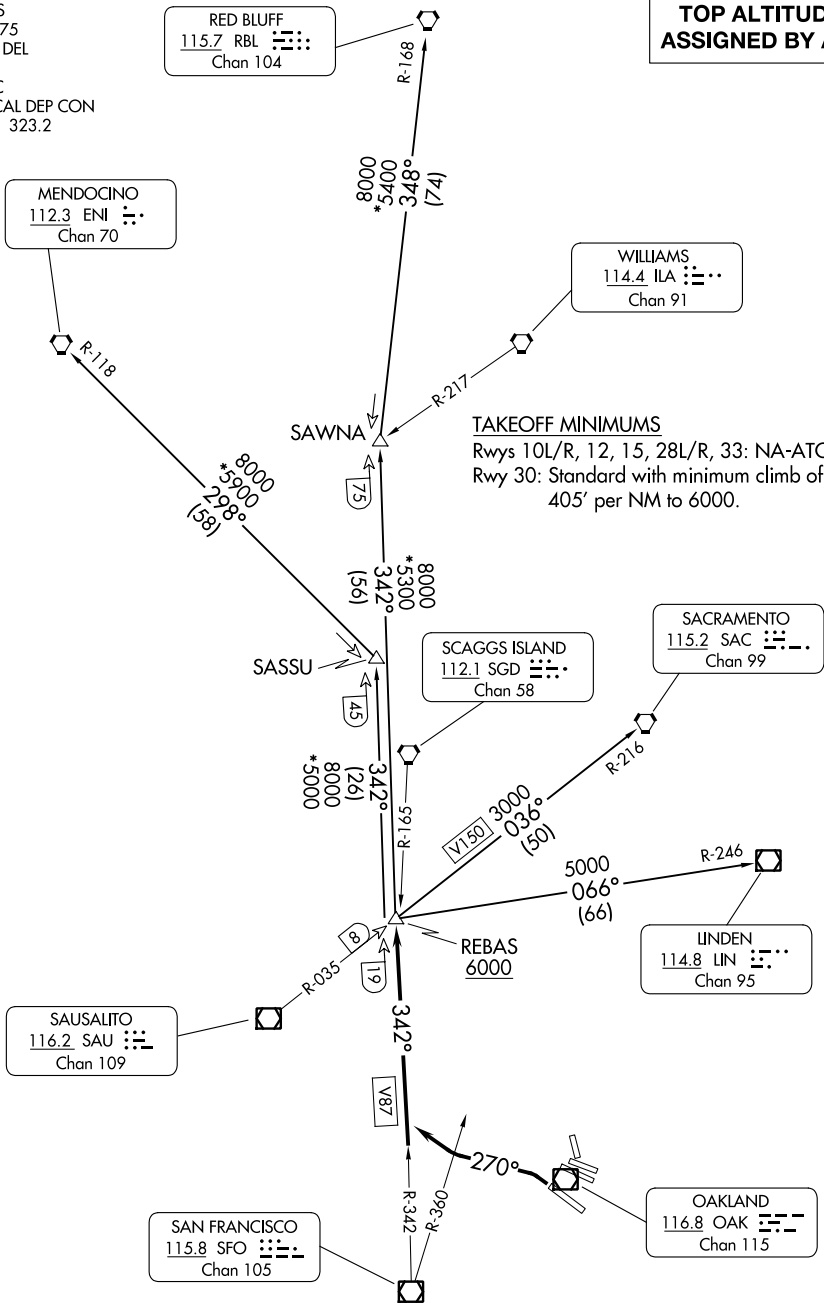 S
75
DEL
C
CAL DEP CON
323.2
RED BLUFF
115.7 RBL
Chan 104
TOP ALTITUD
ASSIGNED BY A
R-168
8000
*5400
348°
(74)
MENDOCINO
112.3 ENI
Chan 70
WILLIAMS
114.4 ILA
Chan 91
R-118
R-217
SAWNA
TAKEOFF MINIMUMS
Rwys 10L/R, 12, 15, 28L/R, 33: NA-ATC
Rwy 30: Standard with minimum climb of
405' per NM to 6000.
8000
*5900
298°
(58)
75
8000
*5300
342°
(56)
SASSU
SCAGGS ISLAND
112.1 SGD
Chan 58
SACRAMENTO
115.2 SAC
Chan 99
45
342°
(26)
8000
*5000
R-195
R-216
V150
3000
036°
(50)
R-246
5000
066°
(66)
REBAS
6000
8
19
R-035
LINDEN
114.8 LIN
Chan 95
SAUSALITO
116.2 SAU
Chan 109
342°
V87
270°
R-342
R-360
SAN FRANCISCO
115.8 SFO
Chan 105
OAKLAND
116.8 OAK
Chan 115